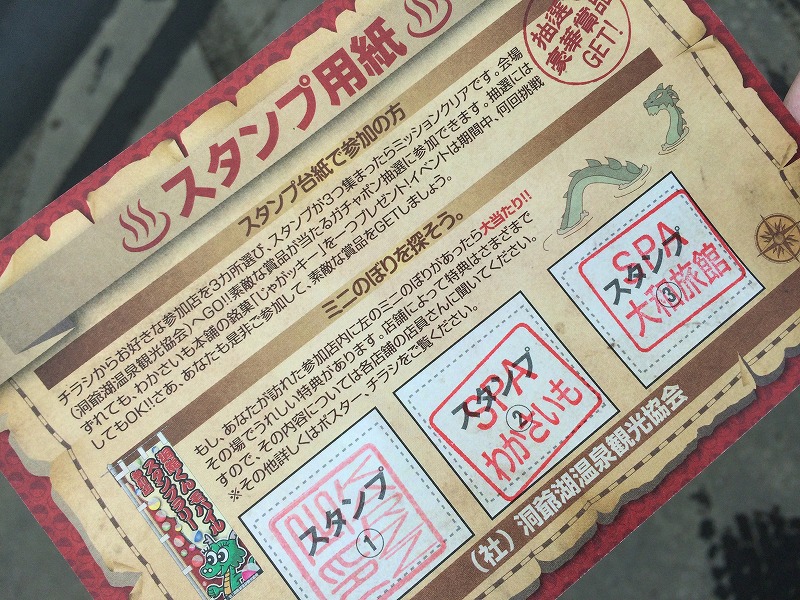 スタンプ用紙
抽選で
豪華賞品
GET!
スタンプ台紙で参加の方
チラシからお好きな参加店を3カ所選び、スタンプが3つ集まったらミッションクリアです。会場
(洞爺湖温泉観光協会)へGO!!素敵な賞品が当たるガチャポン抽選に参加できます。抽選には
ずれても、わかさいも本舗の銘菓「じゃがッキー」を一つプレゼント!イベントは期間中、何回挑戦
してもOK!!さあ、あなたも是非ご参加して、素敵な賞品をGETしましょう。
ミニのぼりを探そう。
もし、あなたが訪れた参加店内に左のミニのぼりがあったら大当たり!!
その場でうれしい特典があります。店舗によって特典はさまざまで
すので、その内容については各店舗の店員さんに聞いてください。
※その他詳しくはポスター、チラシをご覧ください。
スタンプラリー
スタンプ
①
スタンプ
②
SPA
わかさいも
スタンプ
③
SPA
大和旅館
(社)洞爺湖温泉観光協会